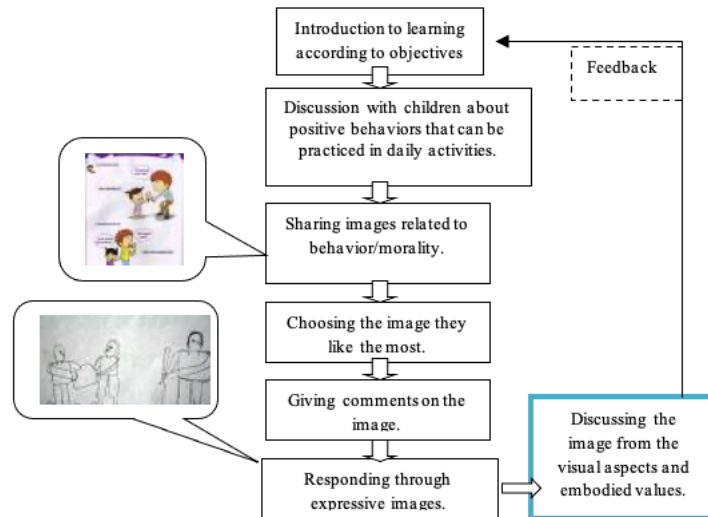 Introduction to learning
according to objectives
Feedback
Discussion with children about
positive behaviors that can be
practiced in daily activities.
Sharing images related to
behavior/morality.
Choosing the image they
like the most.
Giving comments on the
image.
Responding through
expressive images.
Discussing the
image from the
visual aspects and
embodied values.